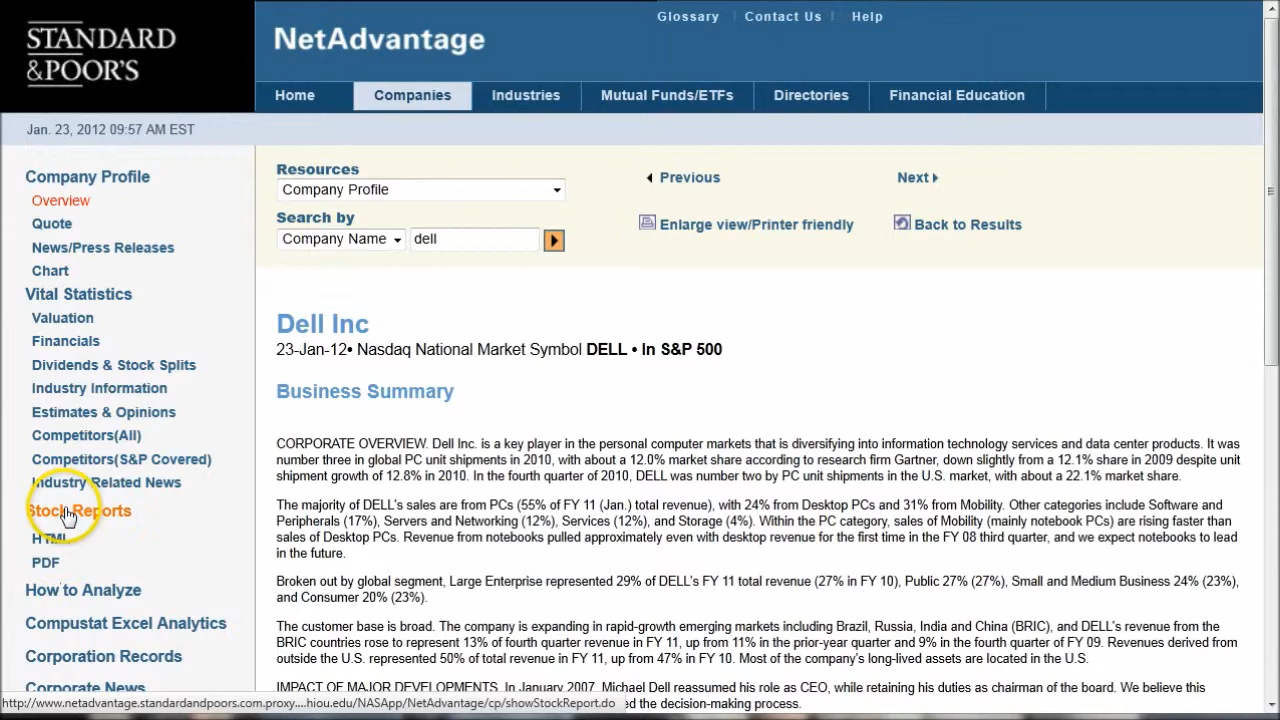 Glossary | Contact Us | Help
STANDARD
&POOR'S
NetAdvantage
Home
Companies
Industries
Mutual Funds/ETFs
Directories
Financial Education
Jan. 23, 2012 09:57 AM EST
Company Profile
Overview
Quote
News/Press Releases
Chart
Vital Statistics
Valuation
Financials
Dividends & Stock Splits
Industry Information
Estimates & Opinions
Competitors(All)
Competitors(S&P Covered)
Industry Related News
Stock Reports
HTML
PDF
How to Analyze
Compustat Excel Analytics
Corporation Records
Corporate News
Resources
Company Profile
Previous
Next
Search by
Company Name
dell
Enlarge view/Printer friendly
Back to Results
Dell Inc
23-Jan-12• Nasdaq National Market Symbol DELL • In S&P 500
Business Summary
CORPORATE OVERVIEW. Dell Inc. is a key player in the personal computer markets that is diversifying into information technology services and data center products. It was
number three in global PC unit shipments in 2010, with about a 12.0% market share according to research firm Gartner, down slightly from a 12.1% share in 2009 despite unit
shipment growth of 12.8% in 2010. In the fourth quarter of 2010, DELL was number two by PC unit shipments in the U.S. market, with about a 22.1% market share.
The majority of DELL's sales are from PCs (55% of FY 11 (Jan.) total revenue), with 24% from Desktop PCs and 31% from Mobility. Other categories include Software and
Peripherals (17%), Servers and Networking (12%), Services (12%), and Storage (4%). Within the PC category, sales of Mobility (mainly notebook PCs) are rising faster than
sales of Desktop PCs. Revenue from notebooks pulled approximately even with desktop revenue for the first time in the FY 08 third quarter, and we expect notebooks to lead
in the future.
Broken out by global segment, Large Enterprise represented 29% of DELL's FY 11 total revenue (27% in FY 10), Public 27% (27%), Small and Medium Business 24% (23%),
and Consumer 20% (23%).
The customer base is broad. The company is expanding in rapid-growth emerging markets including Brazil, Russia, India and China (BRIC), and DELL's revenue from the
BRIC countries rose to represent 13% of fourth quarter revenue in FY 11, up from 11% in the prior-year quarter and 9% in the fourth quarter of FY 09. Revenues derived from
outside the U.S. represented 50% of total revenue in FY 11, up from 47% in FY 10. Most of the company's long-lived assets are located in the U.S.
IMPACT OF MAJOR DEVELOPMENTS. In January 2007, Michael Dell reassumed his role as CEO, while retaining his duties as chairman of the board. We believe this
ed the decision-making process.
http://www.netadvantage.standardandpoors.com.proxy....hiou.edu/NASApp/NetAdvantage/cp/showStockReport.do